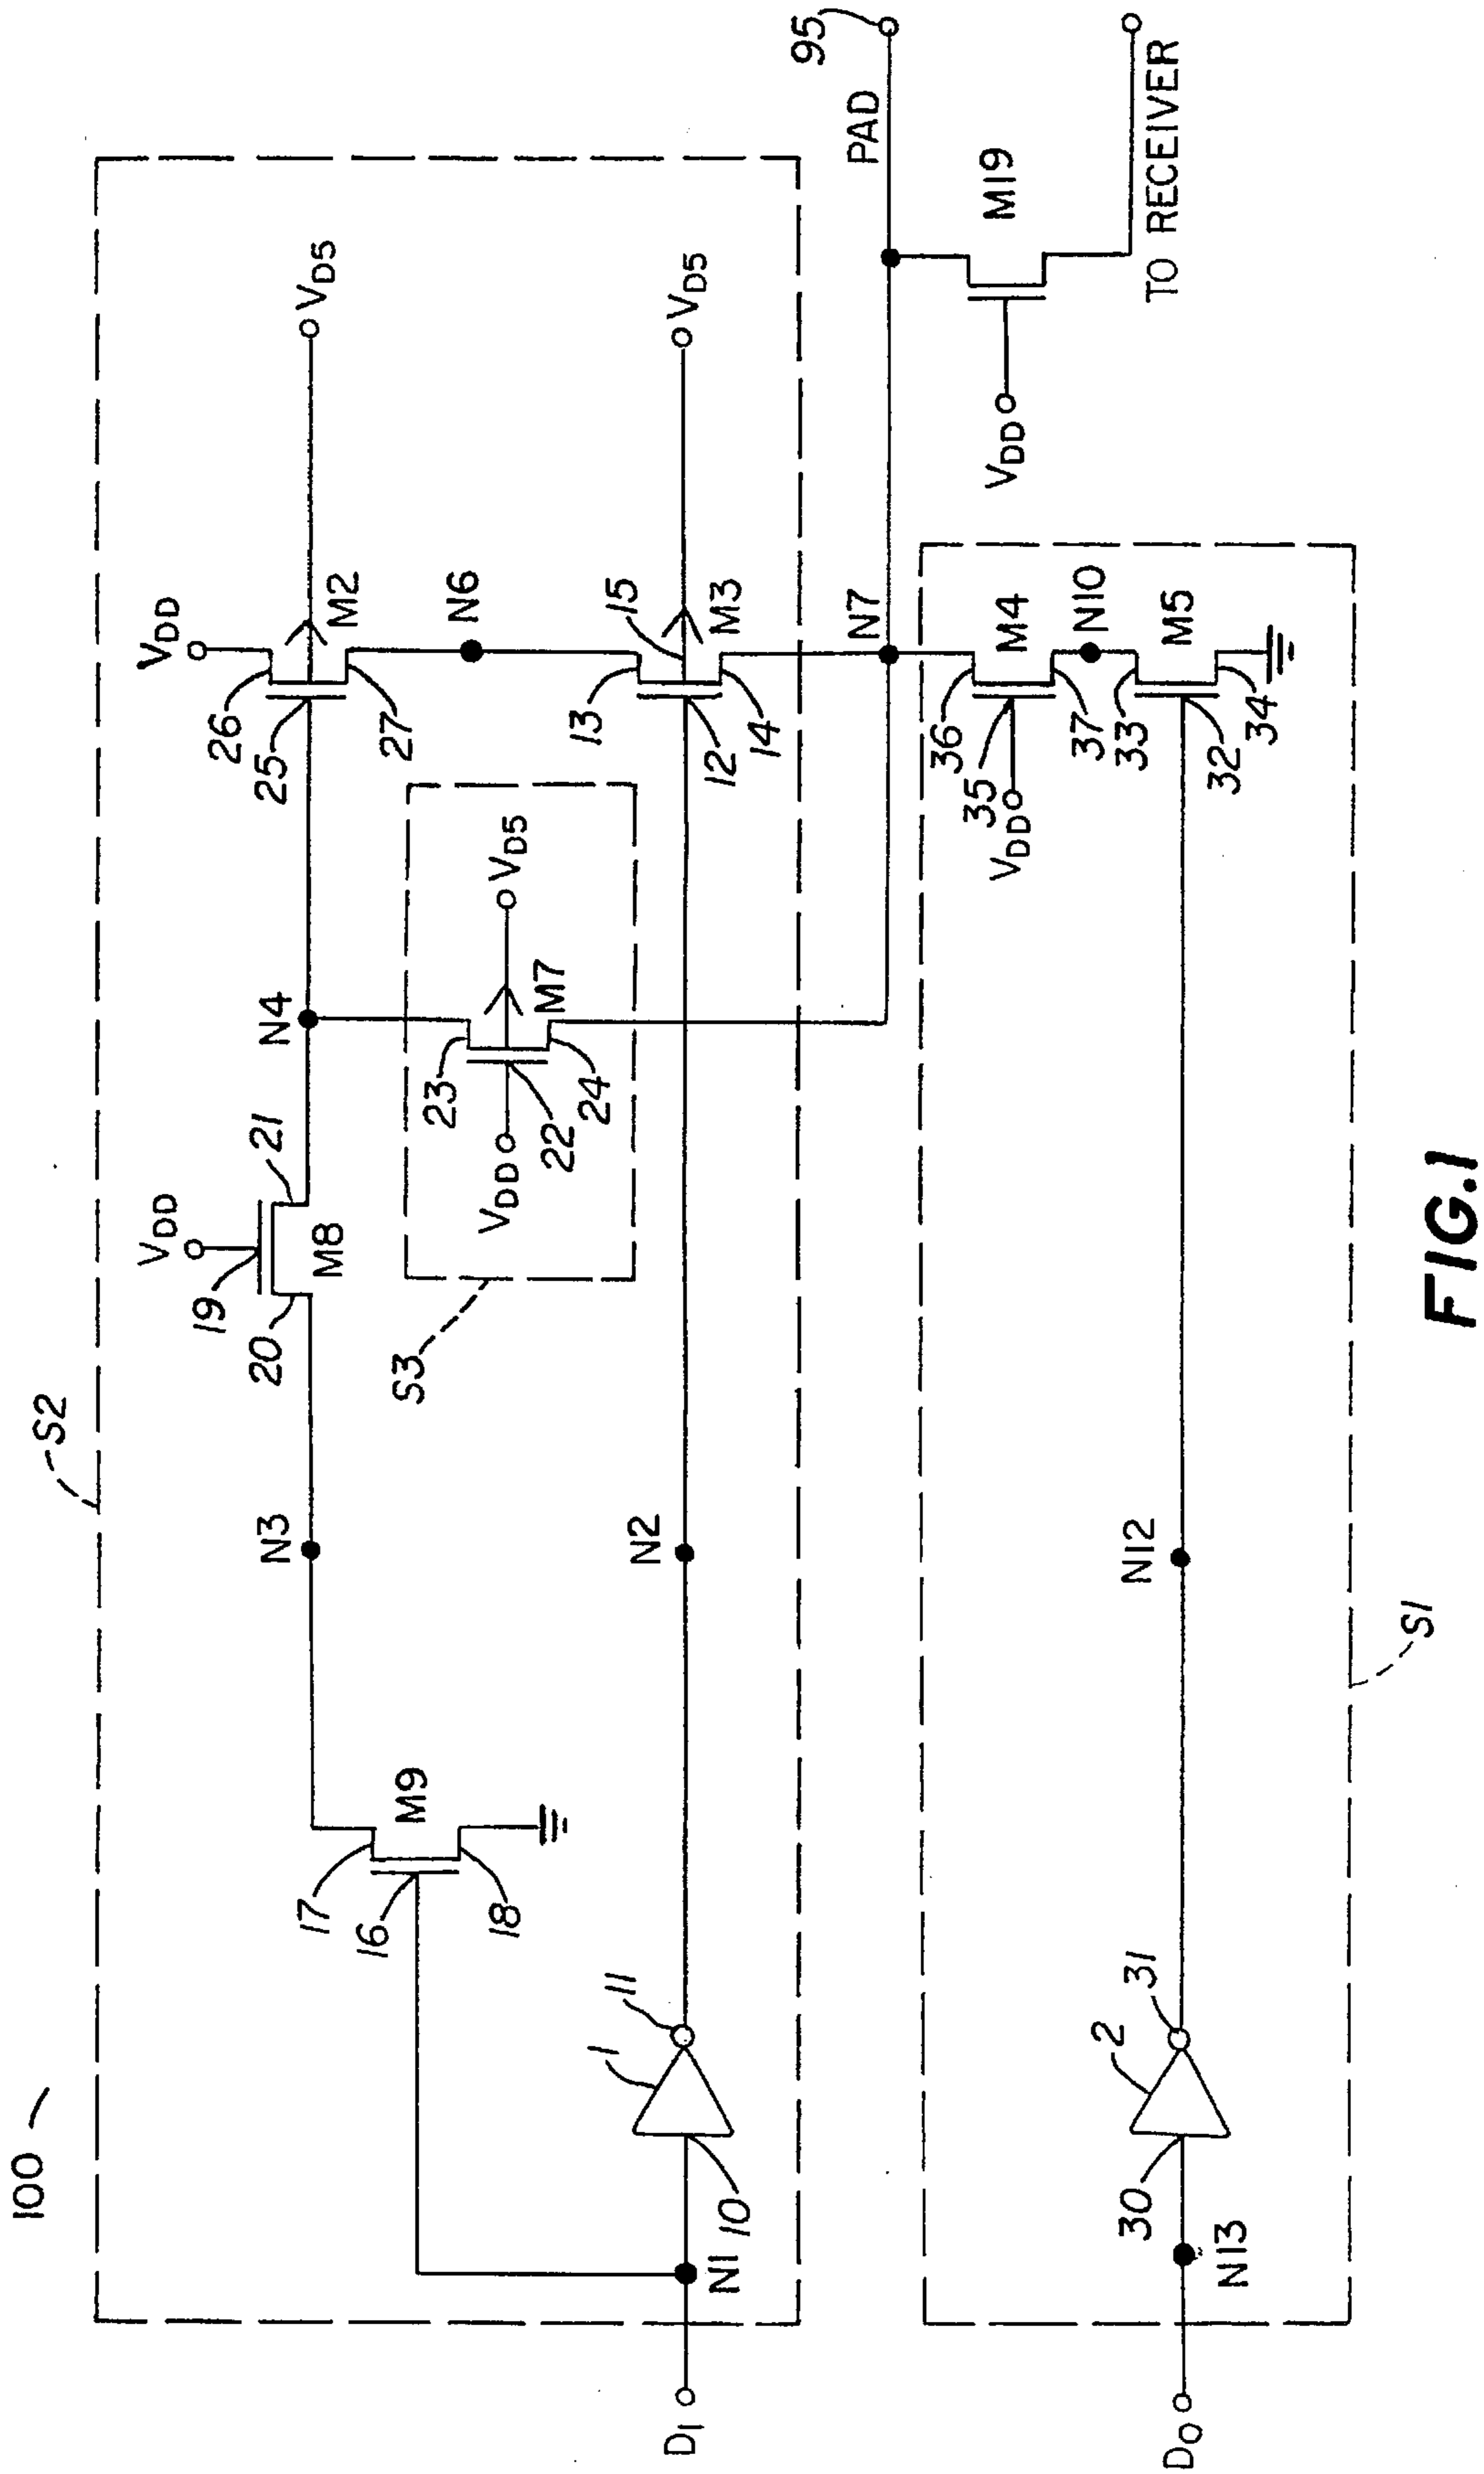 100
S2
VDD
VDD
26
M2
VD5
25
27
N4
21
19
M8
20
N3
N6
S3
23
M7
VD5
VDD
22
24
17
M9
16
18
13
15
VD5
M3
12
14
N2
1
11
10
N1
D1
N7
PAD
95
M19
VDD
TO RECEIVER
36
M4
35
VDD
37
N10
33
M5
32
34
N12
2
31
30
N13
D0
S1
FIG.1